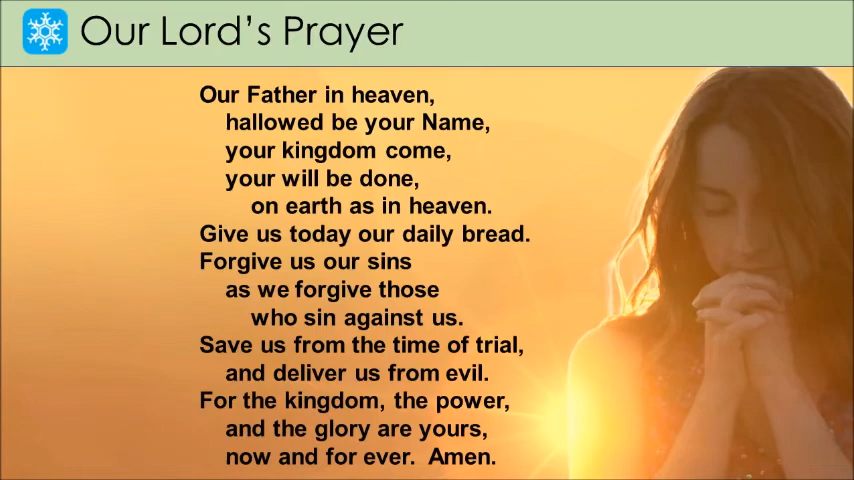 Our Lord's Prayer
Our Father in heaven,
hallowed be your Name,
your kingdom come,
your will be done,
on earth as in heaven.
Give us today our daily bread.
Forgive us our sins
as we forgive those
who sin against us.
Save us from the time of trial,
and deliver us from evil.
For the kingdom, the power,
and the glory are yours,
now and for ever.  Amen.